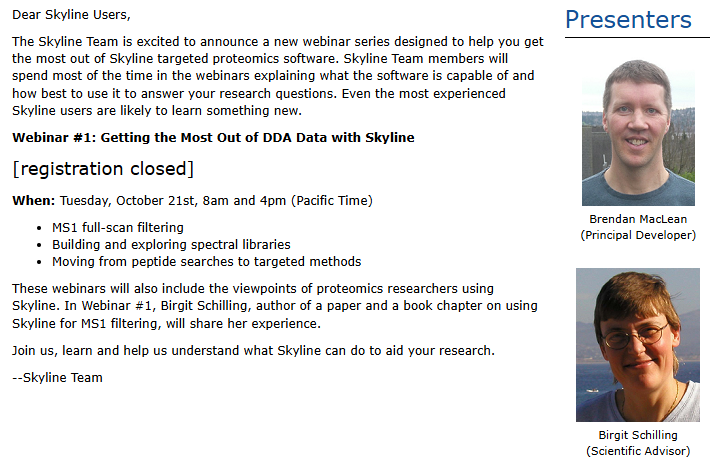 Dear Skyline Users,
The Skyline Team is excited to announce a new webinar series designed to help you get
the most out of Skyline targeted proteomics software. Skyline Team members will
spend most of the time in the webinars explaining what the software is capable of and
how best to use it to answer your research questions. Even the most experienced
Skyline users are likely to learn something new.
Webinar #1: Getting the Most Out of DDA Data with Skyline
[registration closed]
When: Tuesday, October 21st, 8am and 4pm (Pacific Time)
• MS1 full-scan filtering
• Building and exploring spectral libraries
• Moving from peptide searches to targeted methods
These webinars will also include the viewpoints of proteomics researchers using
Skyline. In Webinar #1, Birgit Schilling, author of a paper and a book chapter on using
Skyline for MS1 filtering, will share her experience.
Join us, learn and help us understand what Skyline can do to aid your research.
--Skyline Team
Presenters
Brendan MacLean
(Principal Developer)
Birgit Schilling
(Scientific Advisor)